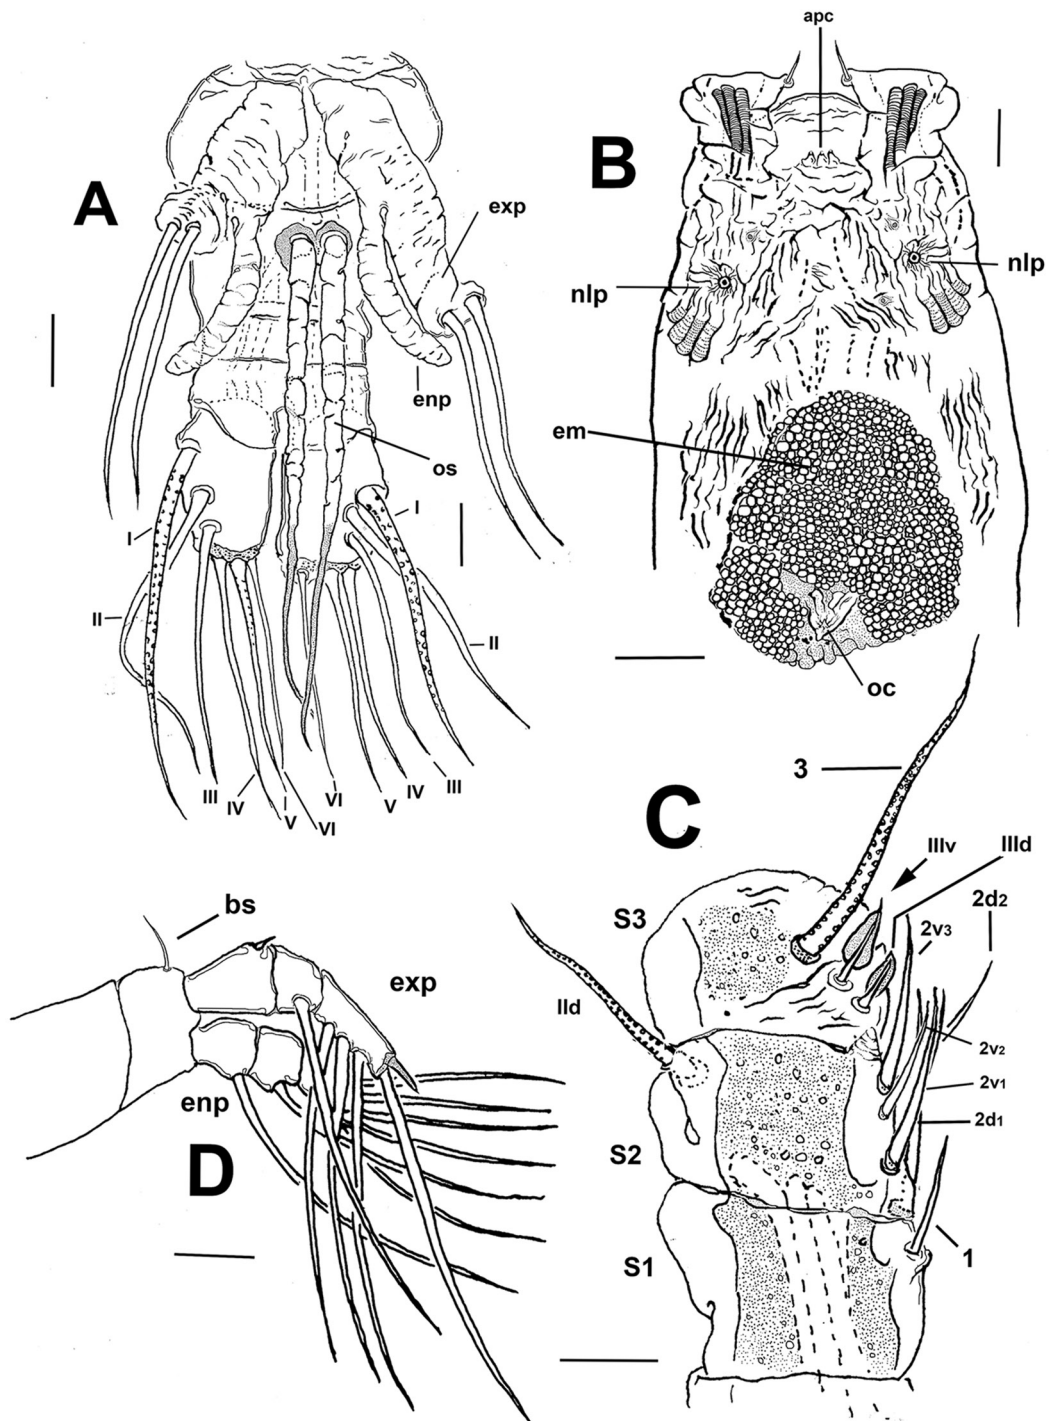 apc
A
B
exp
nlp
nlp
enp
em
os
I
I
II
II
oc
III
IV
V
VI
VI
V
IV
III
3
C
IIIv
IIId
S3
2d2
2v3
bs
exp
IId
2v2
2v1
2d1
enp
D
S2
S1
1